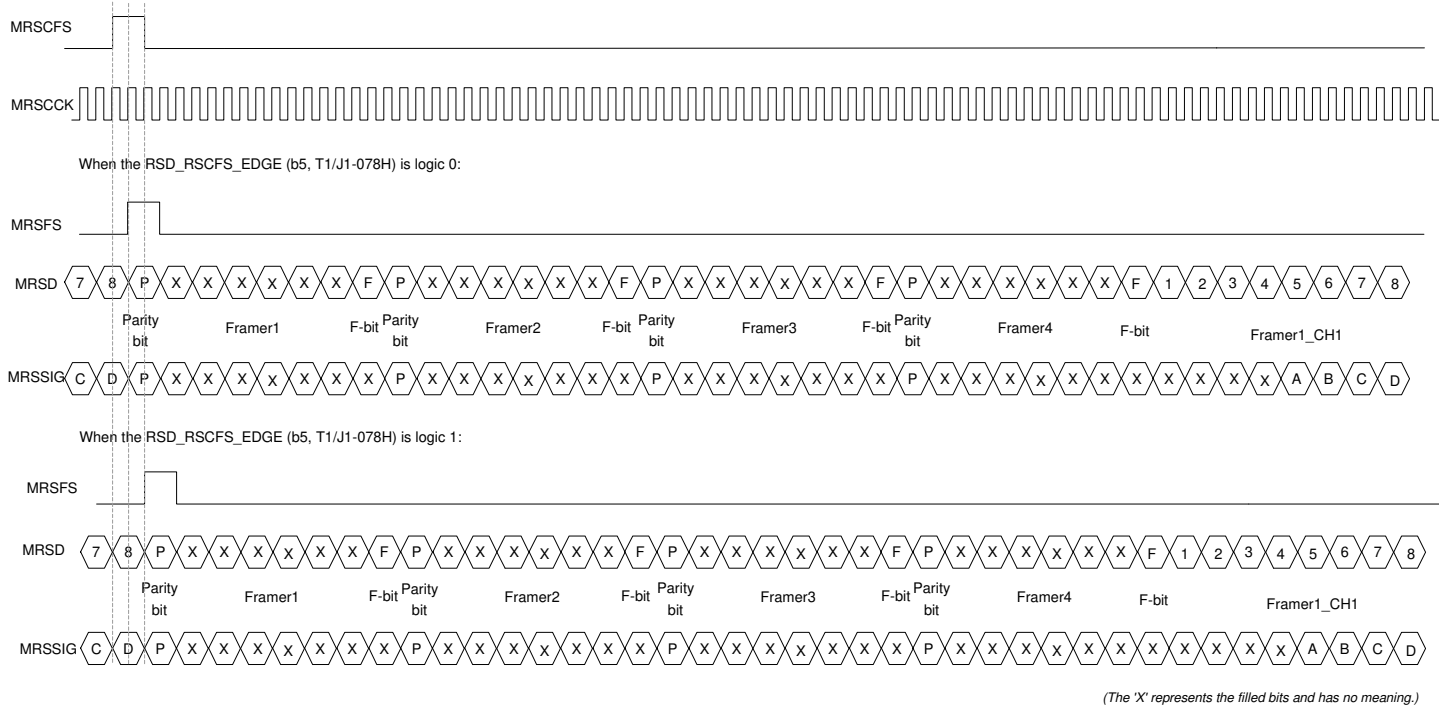 MRSCFS
MRSCCK
When the RSD_RSCFS_EDGE (b5, T1/J1-078H) is logic 0:
MRSFS
MRSD 7 8 P X X X X X X F P X X X X X X F P X X X X X X F P X X X X X X F 1 2 3 4 5 6 7 8
Parity bit Framer1 F-bit Parity bit Framer2 F-bit Parity bit Framer3 F-bit Parity bit Framer4 F-bit Framer1_CH1
MRSSIG C D P X X X X X X X P X X X X X X X P X X X X X X X P X X X X X X X X X X X A B C D
When the RSD_RSCFS_EDGE (b5, T1/J1-078H) is logic 1:
MRSFS
MRSD 7 8 P X X X X X X F P X X X X X X F P X X X X X X F P X X X X X X F 1 2 3 4 5 6 7 8
Parity bit Framer1 F-bit Parity bit Framer2 F-bit Parity bit Framer3 F-bit Parity bit Framer4 F-bit Framer1_CH1
MRSSIG C D P X X X X X X X P X X X X X X X P X X X X X X X P X X X X X X X X X X X A B C D
(The 'X' represents the filled bits and has no meaning.)